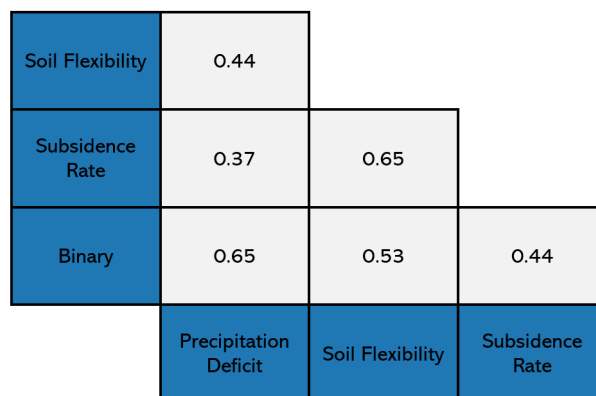 Soil Flexibility 0.44
Subsidence
Rate 0.37 0.65
Binary 0.65 0.53 0.44
Precipitation
Deficit Soil Flexibility Subsidence
Rate